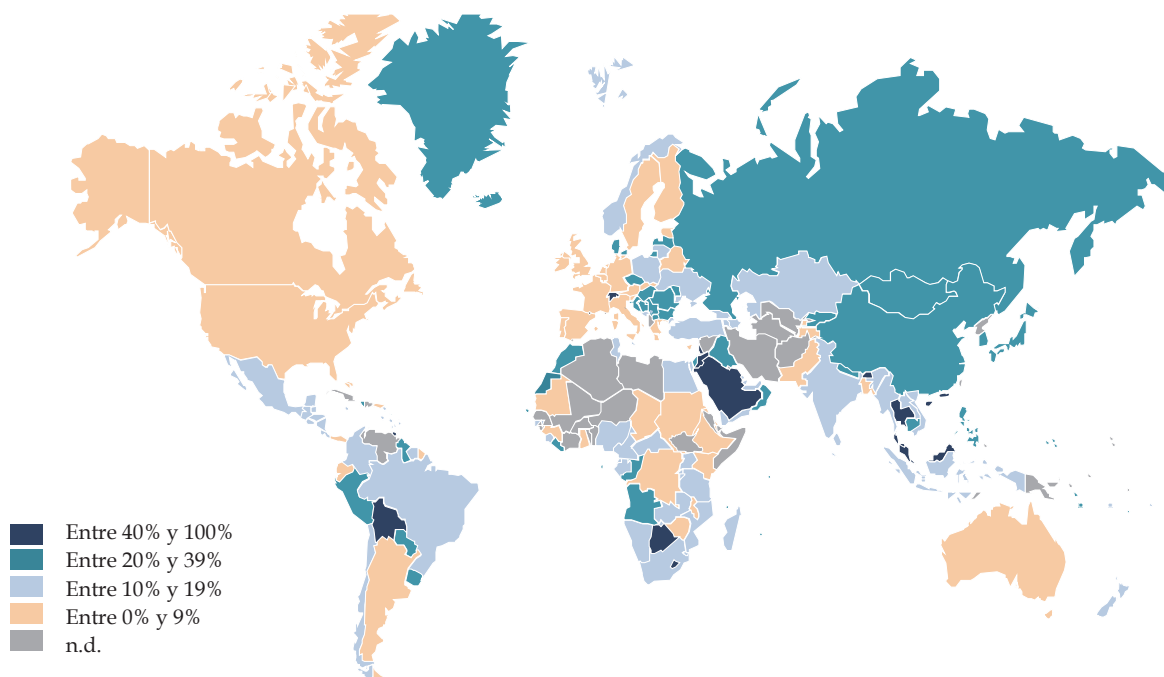 Entre 40% y 100%
Entre 20% y 39%
Entre 10% y 19%
Entre 0% y 9%
n.d.